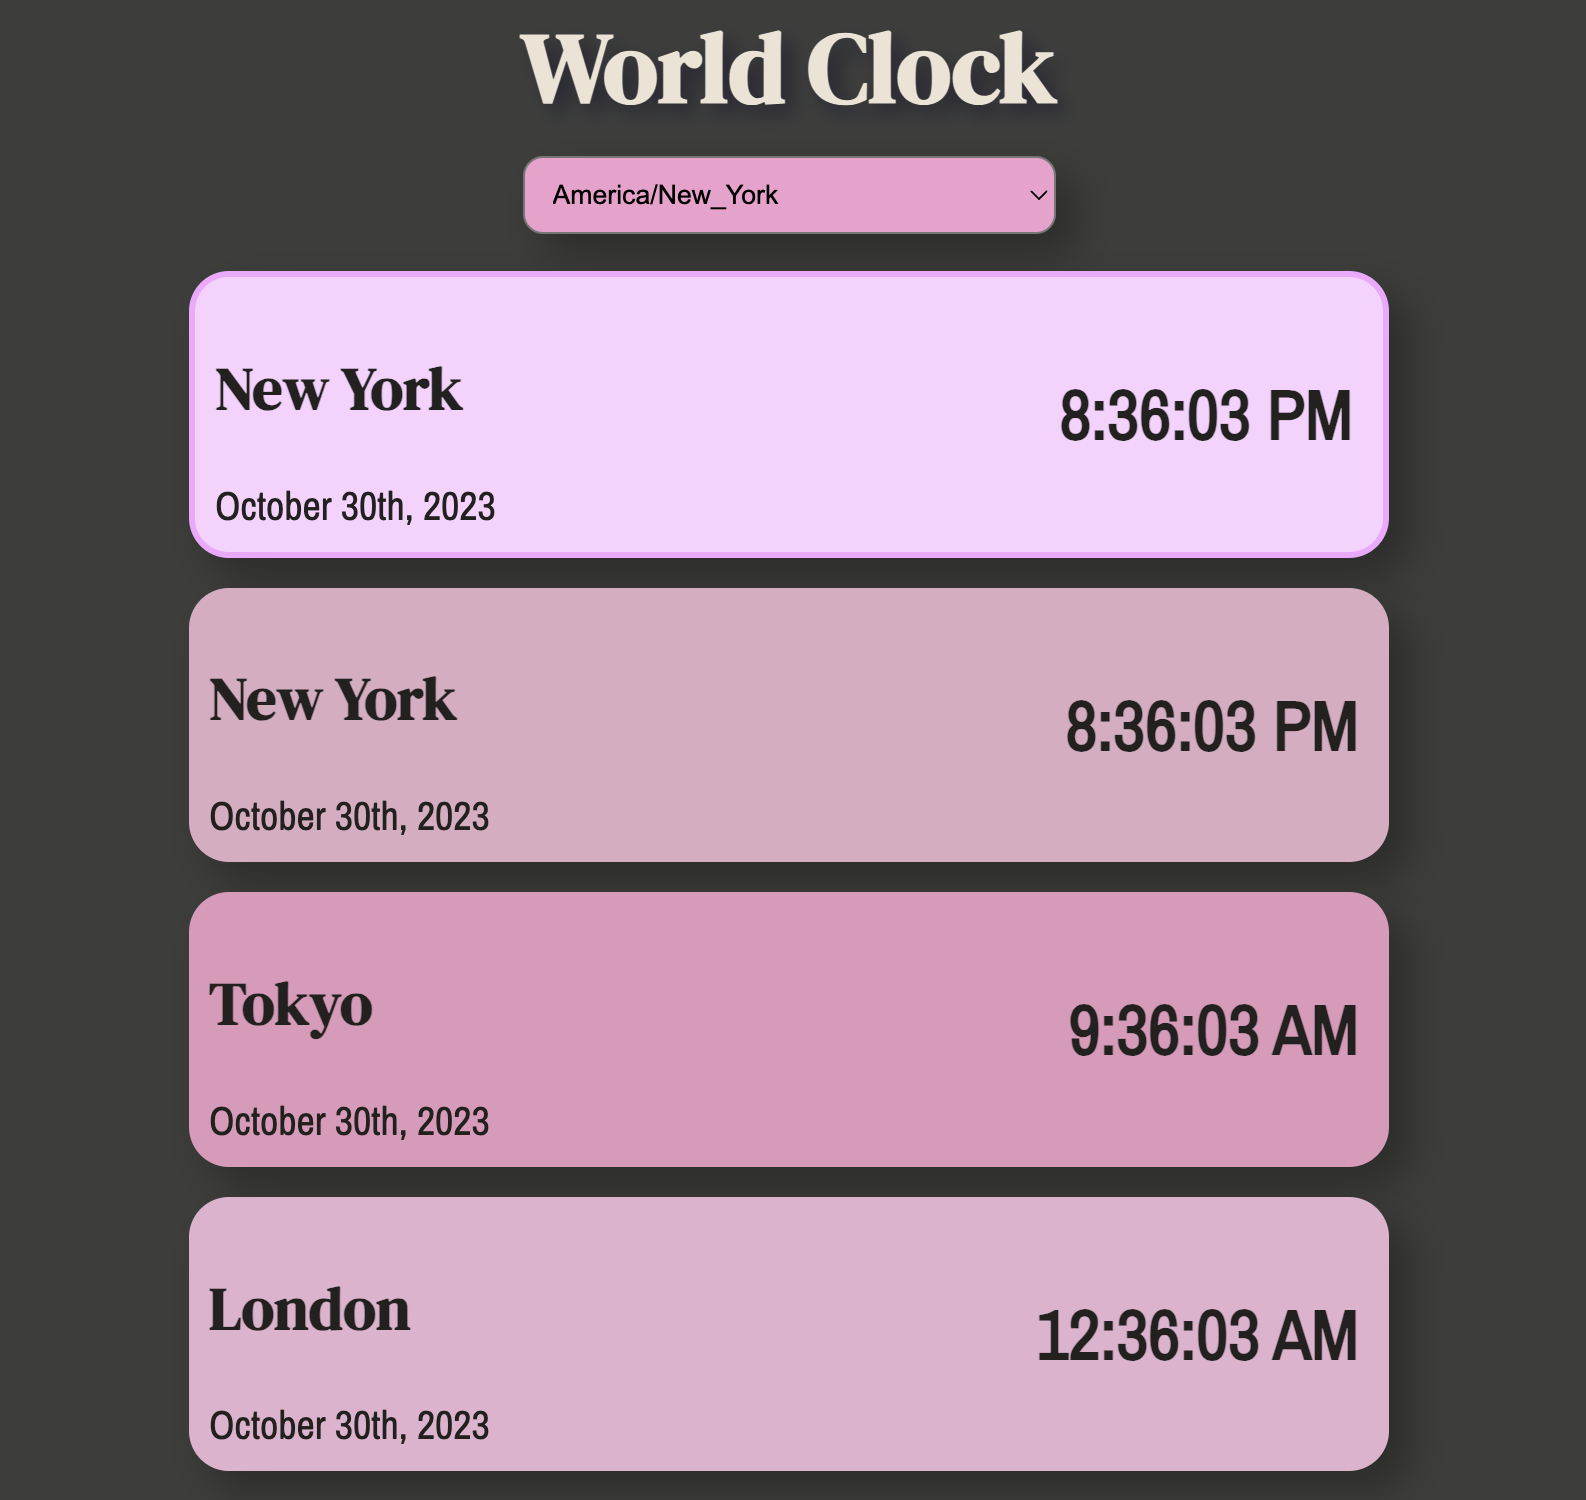 World Clock
America/New_York
New York
8:36:03 PM
October 30th, 2023
New York
8:36:03 PM
October 30th, 2023
Tokyo
9:36:03 AM
October 30th, 2023
London
12:36:03 AM
October 30th, 2023